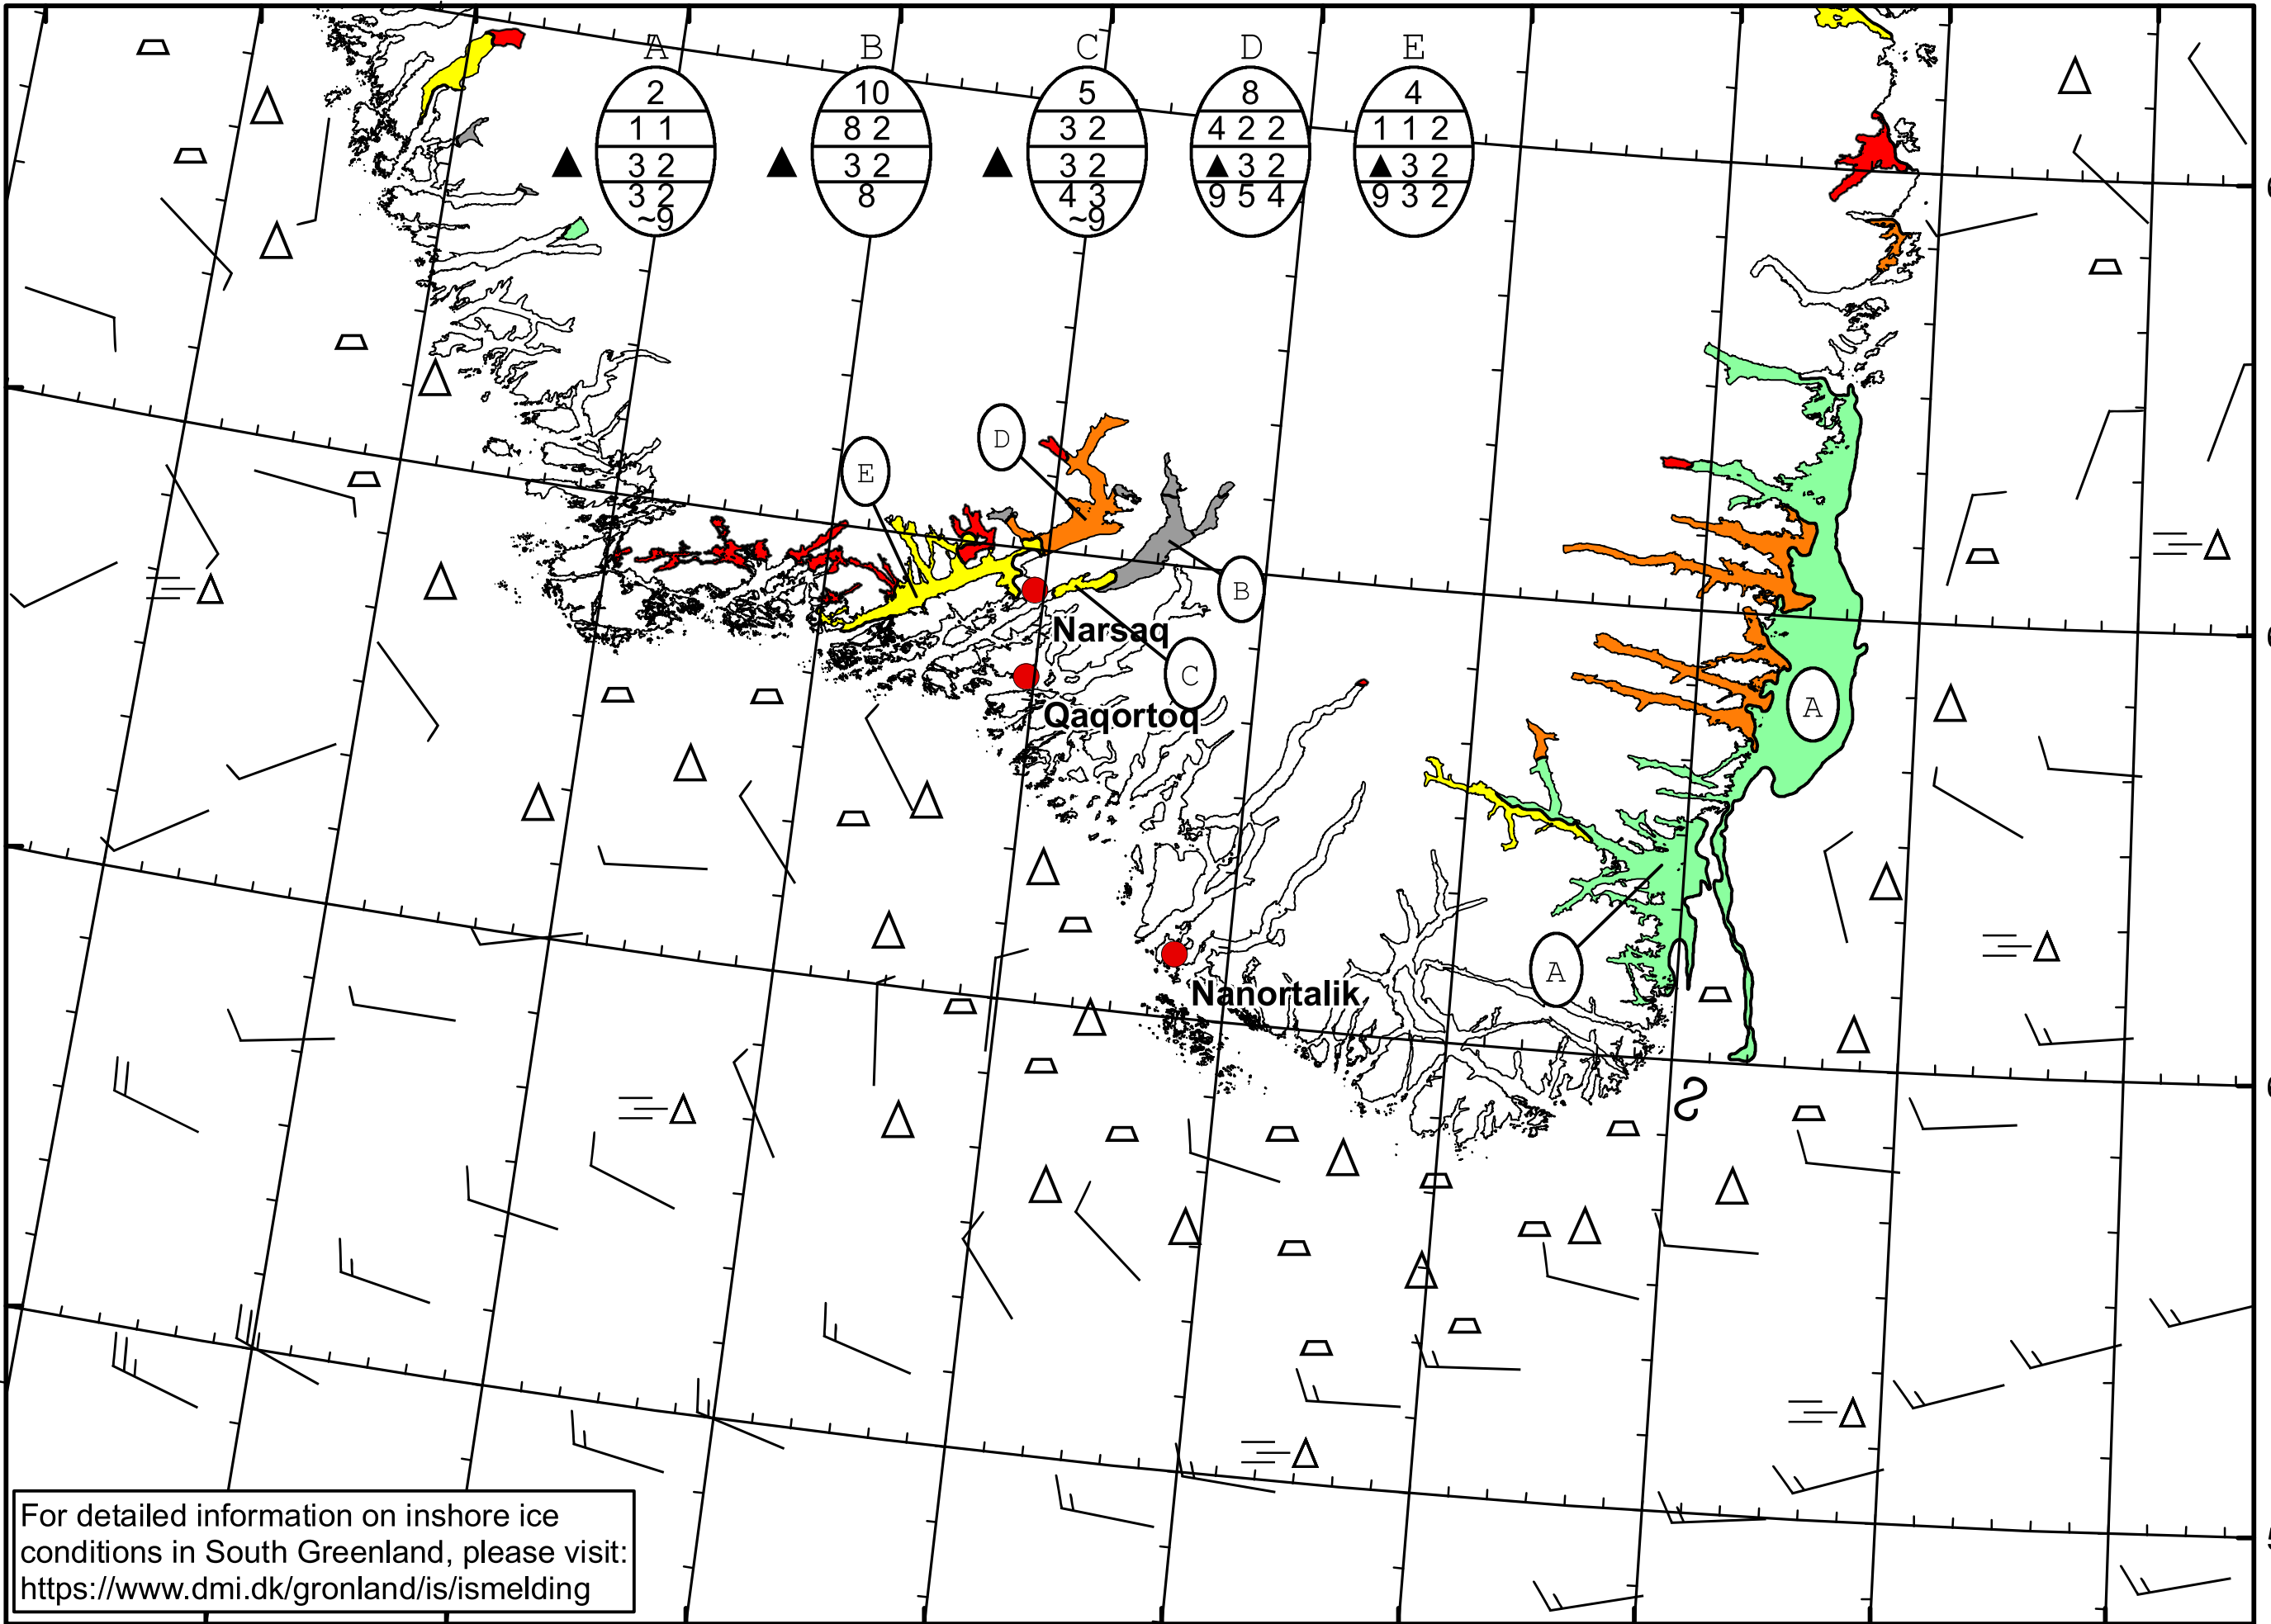 A B C D E
2
1 1
▲ 3 2
3 2
~9
10
8 2
▲ 3 2
8
5
3 2
▲ 3 2
4 3
~9
8
4 2 2
▲ 3 2
9 5 4
4
1 1 2
▲ 3 2
9 3 2
D
E
B
Narsaq
C
Qaqortoq
A
A
Nanortalik
For detailed information on inshore ice
conditions in South Greenland, please visit:
https://www.dmi.dk/gronland/is/ismelding